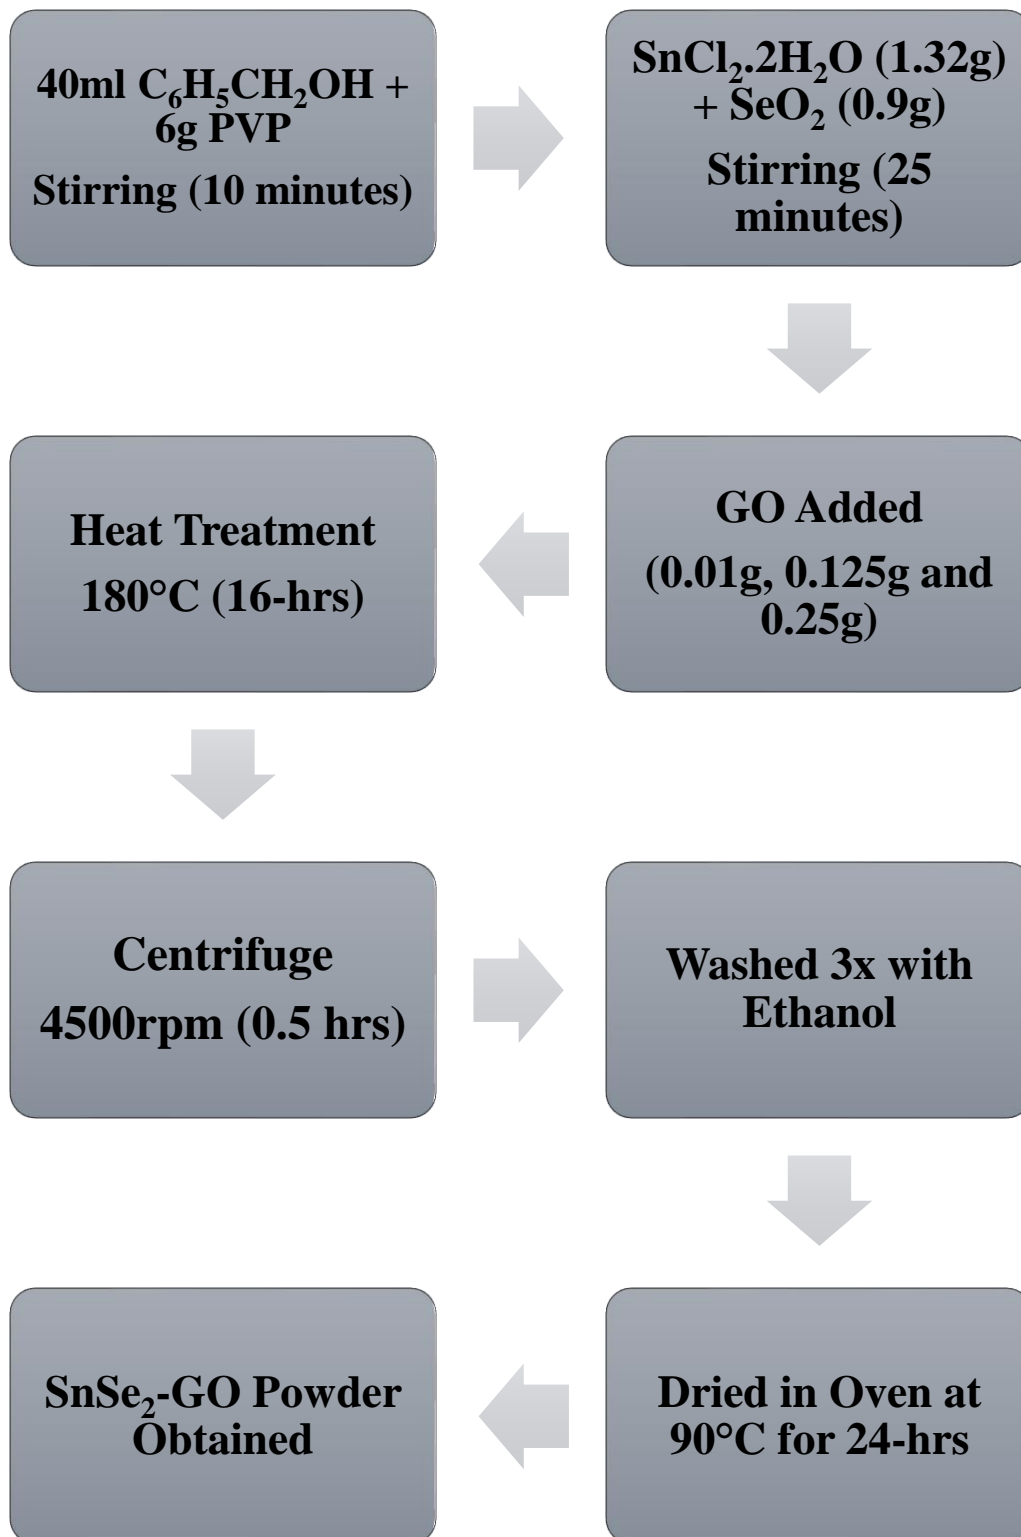 40ml C₆H₅CH₂OH +
6g PVP
Stirring (10 minutes)
SnCl₂.2H₂O (1.32g)
+ SeO₂ (0.9g)
Stirring (25
minutes)
GO Added
(0.01g, 0.125g and
0.25g)
Heat Treatment
180°C (16-hrs)
Centrifuge
4500rpm (0.5 hrs)
Washed 3x with
Ethanol
Dried in Oven at
90°C for 24-hrs
SnSe₂-GO Powder
Obtained